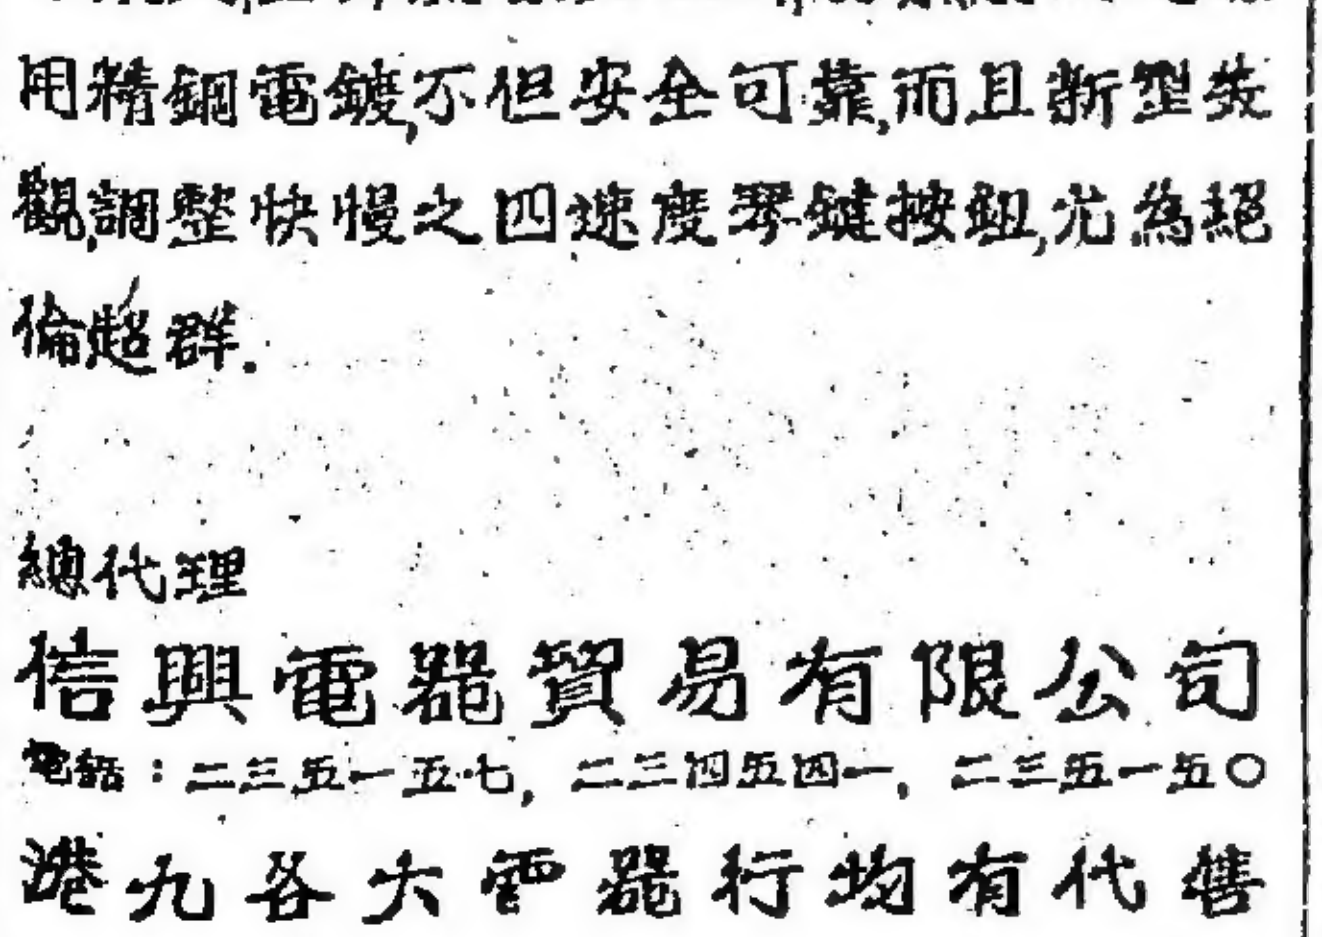 用精鋼電鍍,不但安全可靠,而且新型美
觀,調整快慢之四速度琴鍵按鈕,尤為絕
倫超群.
總代理
信興電器貿易有限公司
電話:二三五一五七,二三四五四一,二三五一五〇
港九各大電器行均有代售